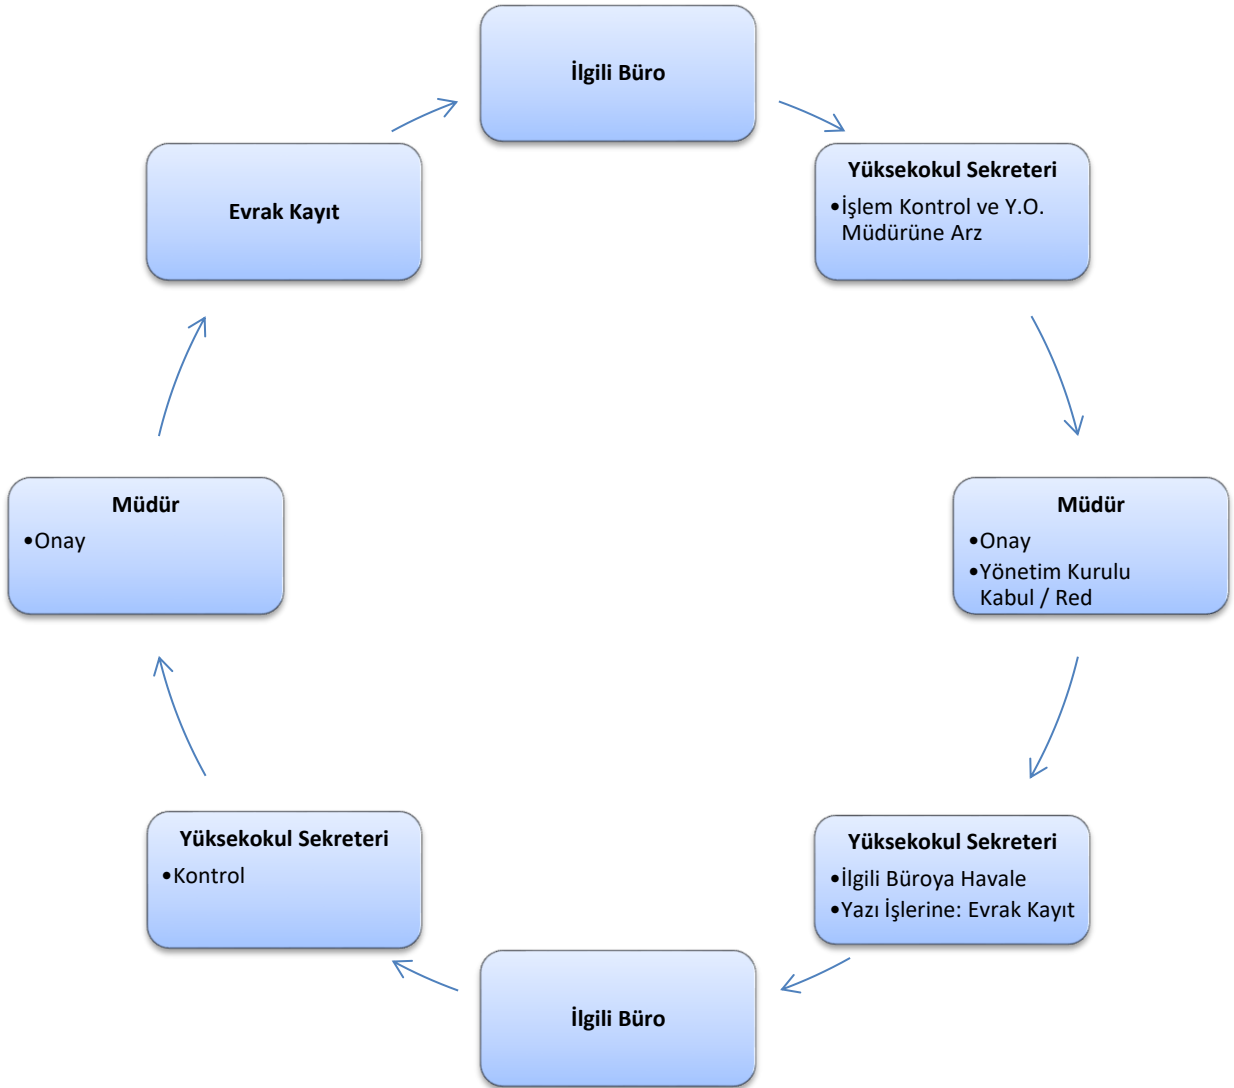 İlgili Büro
Yüksekokul Sekreteri
•İşlem Kontrol ve Y.O.
Müdürüne Arz
Müdür
•Onay
•Yönetim Kurulu
Kabul / Red
Yüksekokul Sekreteri
•İlgili Büroya Havale
•Yazı İşlerine: Evrak Kayıt
İlgili Büro
Yüksekokul Sekreteri
•Kontrol
Müdür
•Onay
Evrak Kayıt